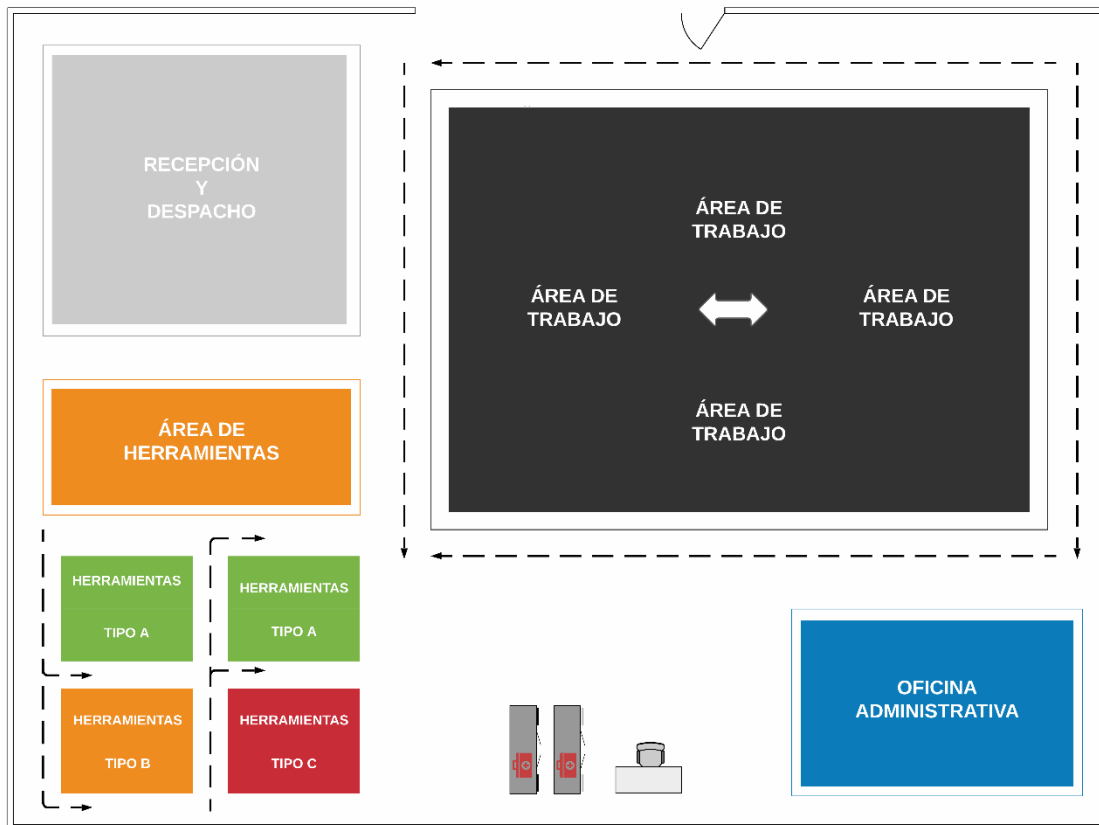 RECEPCIÓN
Y
DESPACHO
ÁREA DE
TRABAJO
ÁREA DE
TRABAJO
ÁREA DE
TRABAJO
ÁREA DE
TRABAJO
ÁREA DE
HERRAMIENTAS
HERRAMIENTAS
TIPO A
HERRAMIENTAS
TIPO A
HERRAMIENTAS
TIPO B
HERRAMIENTAS
TIPO C
OFICINA
ADMINISTRATIVA